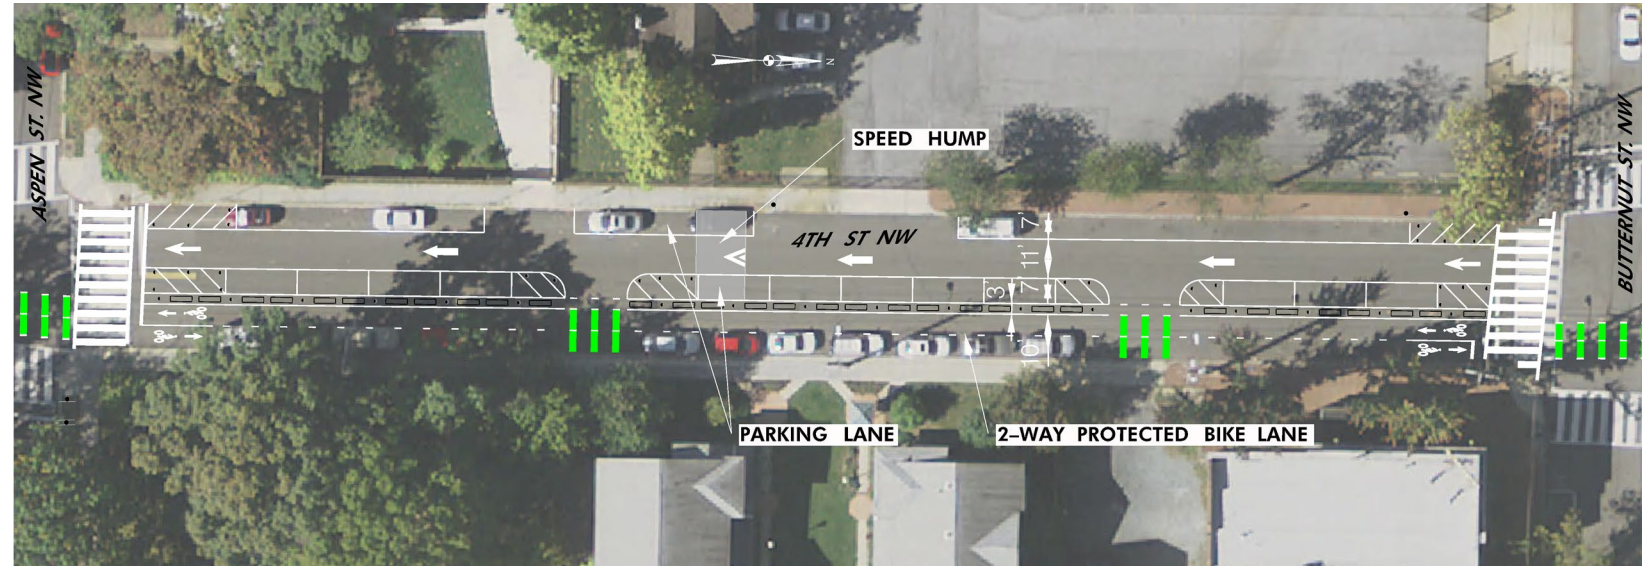 N
SPEED HUMP
ASPEN ST. NW
BUTTERNUT ST. NW
4TH ST NW
7'
11'
7'
3'
PARKING LANE
2-WAY PROTECTED BIKE LANE